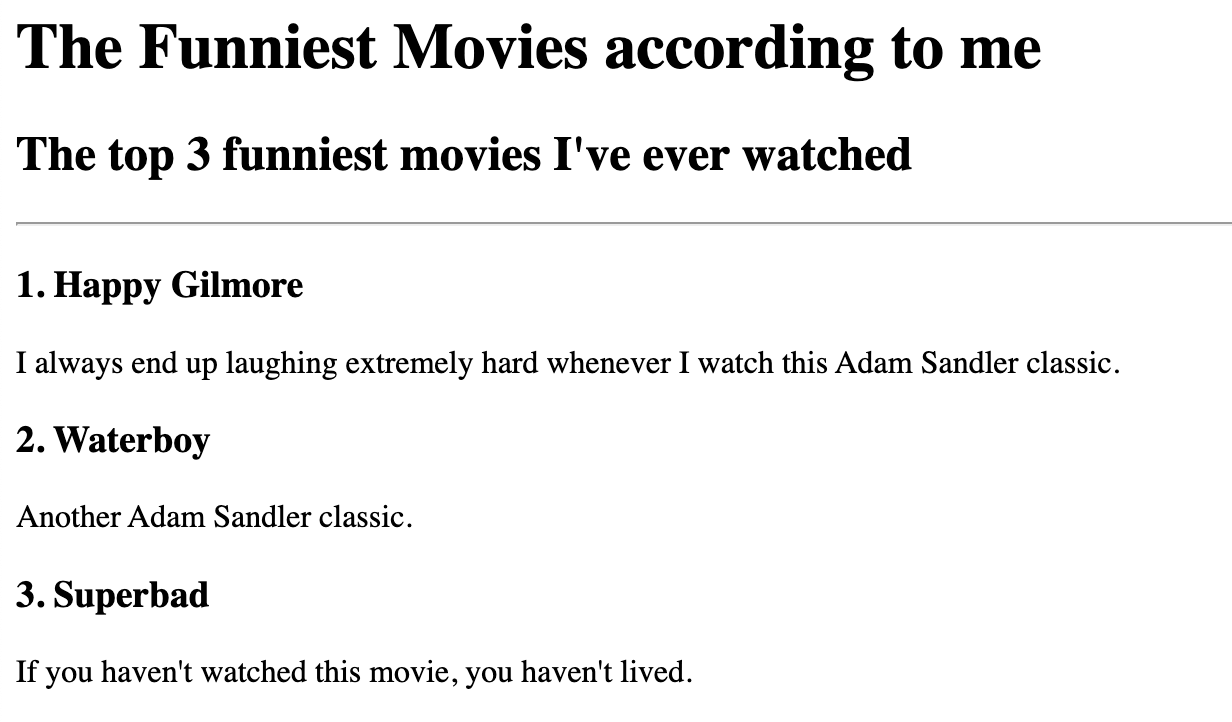 The Funniest Movies according to me
The top 3 funniest movies I've ever watched
1. Happy Gilmore
I always end up laughing extremely hard whenever I watch this Adam Sandler classic.
2. Waterboy
Another Adam Sandler classic.
3. Superbad
If you haven't watched this movie, you haven't lived.